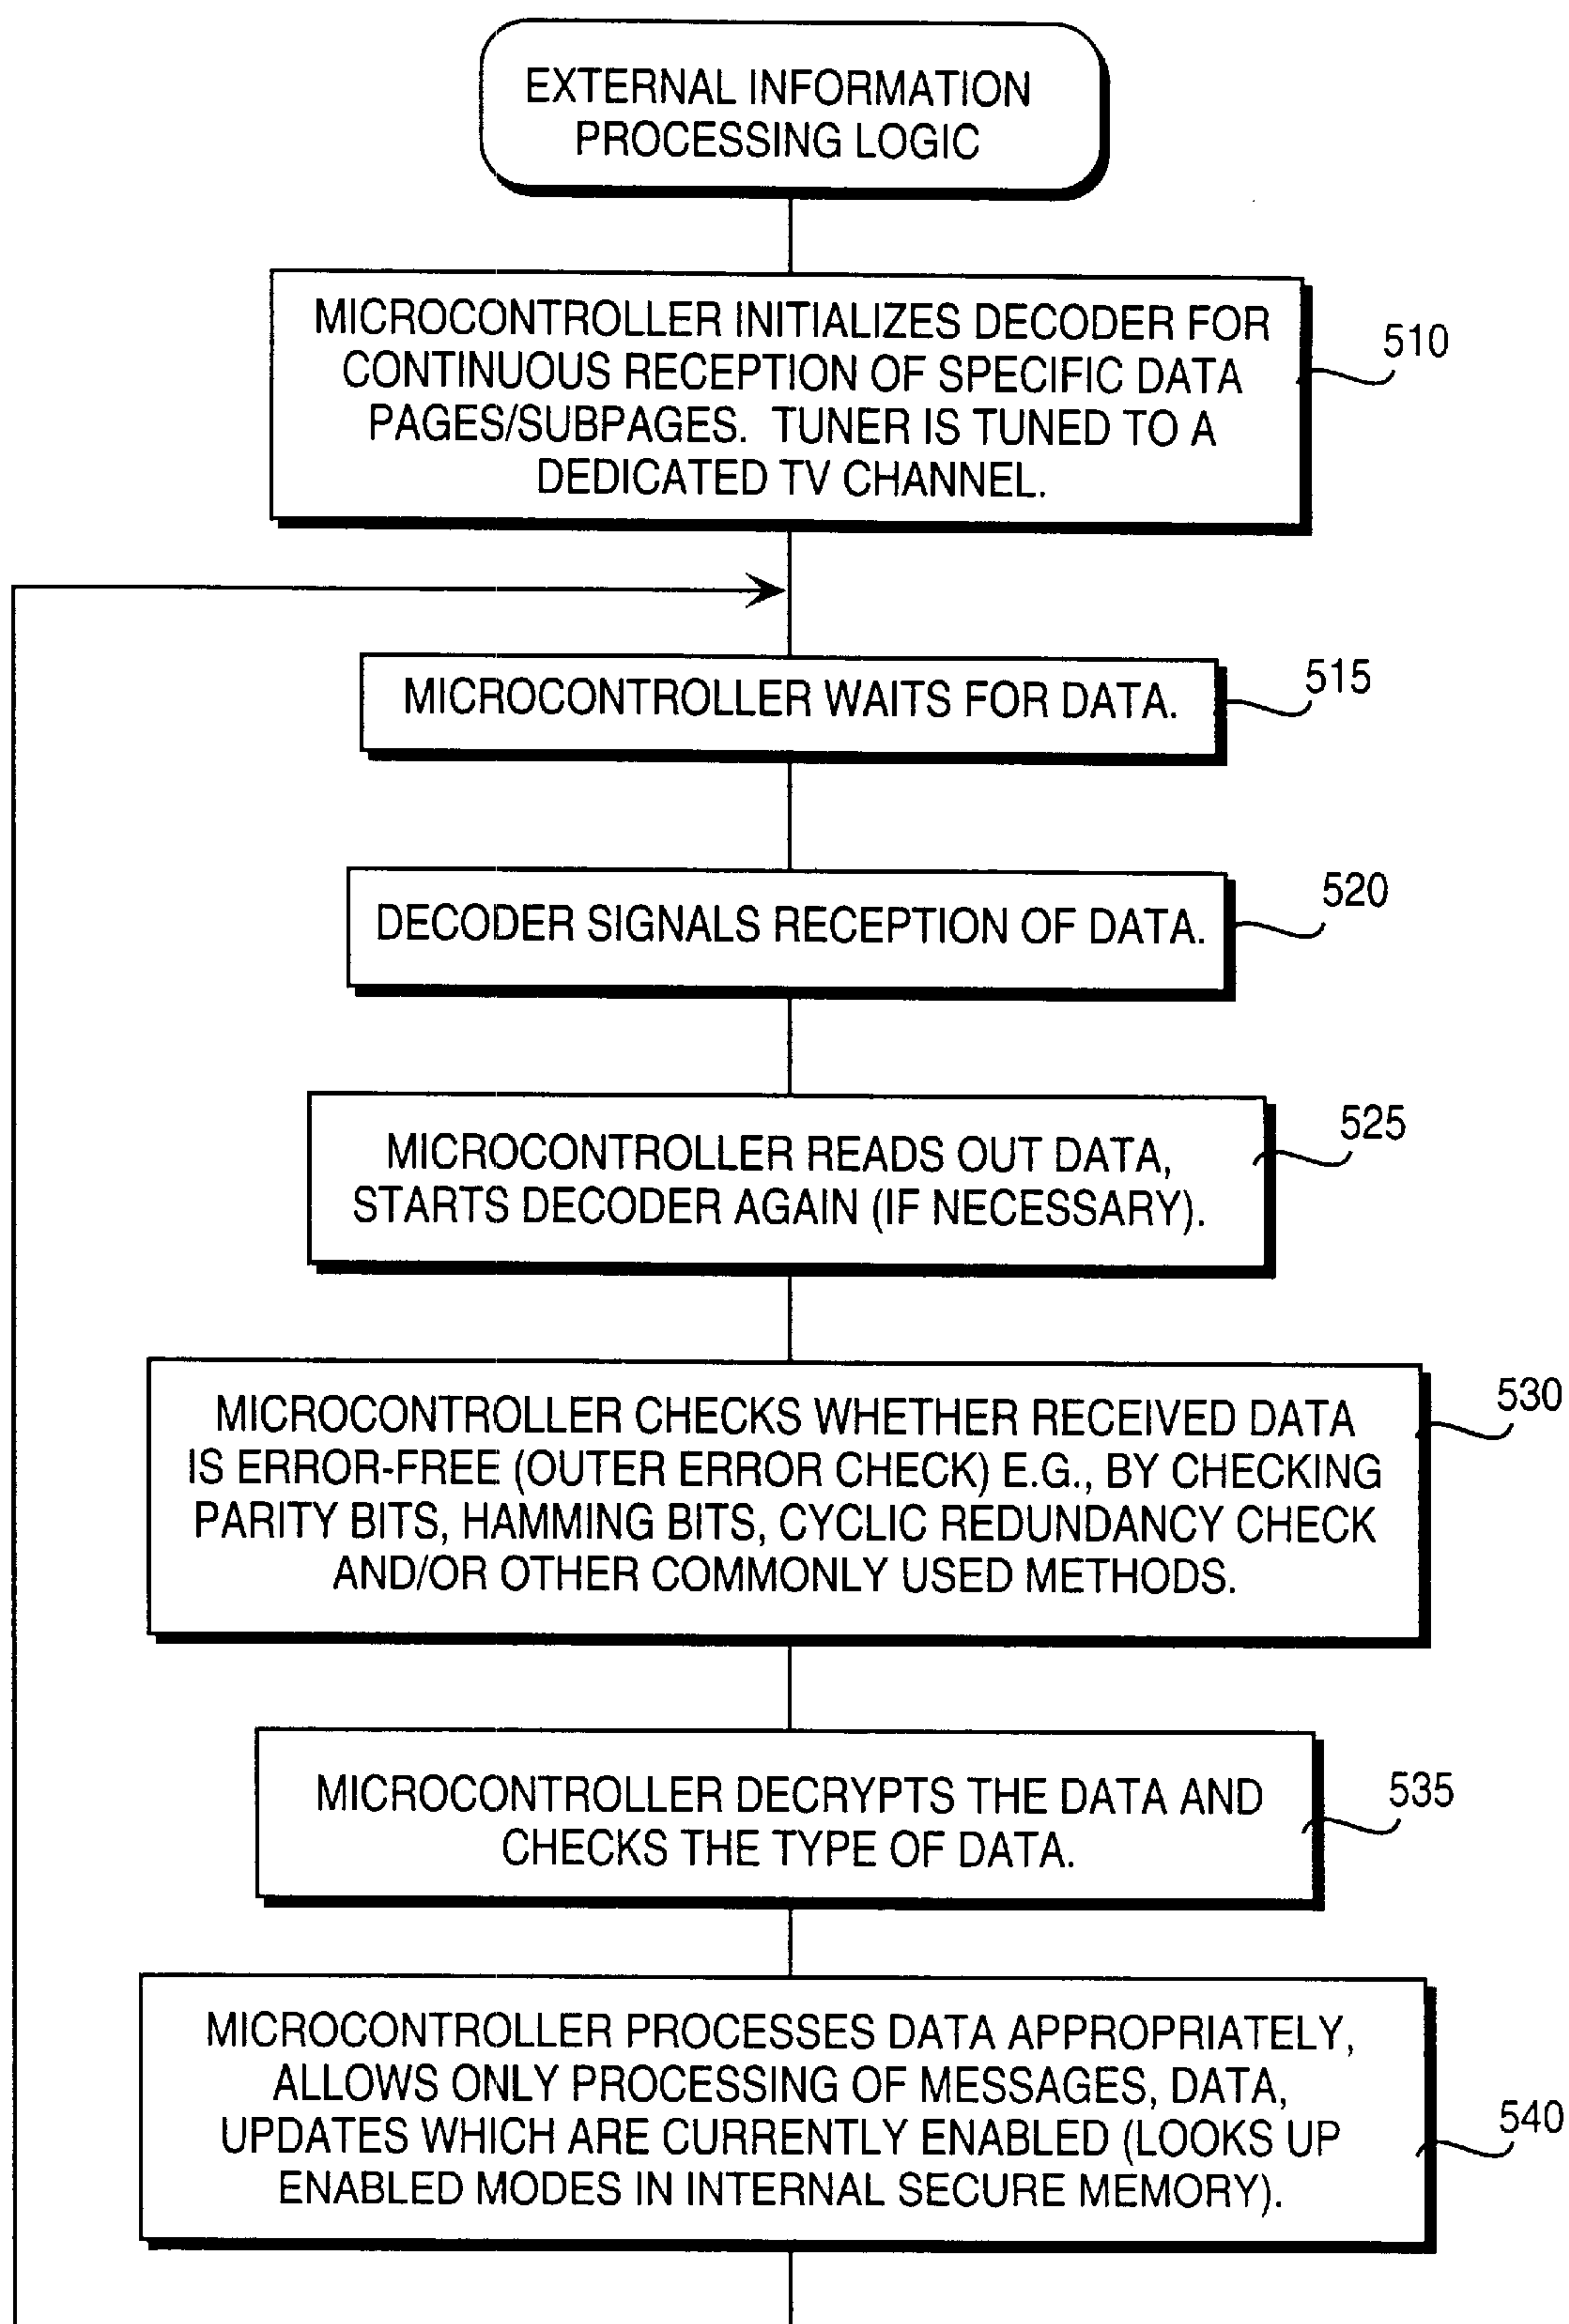 EXTERNAL INFORMATION
PROCESSING LOGIC
MICROCONTROLLER INITIALIZES DECODER FOR
CONTINUOUS RECEPTION OF SPECIFIC DATA
PAGES/SUBPAGES. TUNER IS TUNED TO A
DEDICATED TV CHANNEL.
510
MICROCONTROLLER WAITS FOR DATA.
515
DECODER SIGNALS RECEPTION OF DATA.
520
MICROCONTROLLER READS OUT DATA,
STARTS DECODER AGAIN (IF NECESSARY).
525
MICROCONTROLLER CHECKS WHETHER RECEIVED DATA
IS ERROR-FREE (OUTER ERROR CHECK) E.G., BY CHECKING
PARITY BITS, HAMMING BITS, CYCLIC REDUNDANCY CHECK
AND/OR OTHER COMMONLY USED METHODS.
530
MICROCONTROLLER DECRYPTS THE DATA AND
CHECKS THE TYPE OF DATA.
535
MICROCONTROLLER PROCESSES DATA APPROPRIATELY,
ALLOWS ONLY PROCESSING OF MESSAGES, DATA,
UPDATES WHICH ARE CURRENTLY ENABLED (LOOKS UP
ENABLED MODES IN INTERNAL SECURE MEMORY).
540